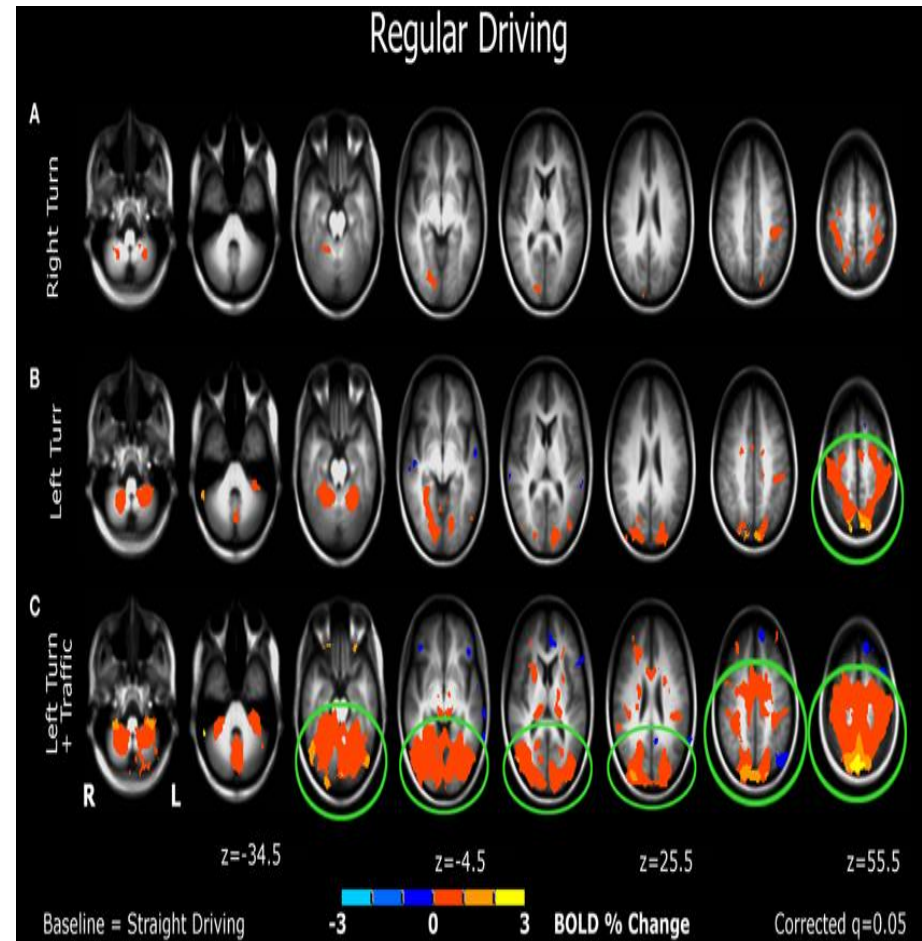 Regular Driving
A
Right Turn
B
Left Turr
C
Left Turn
+ Traffic
R L
z=-34.5 z=-4.5 z=25.5 z=55.5
Baseline = Straight Driving -3 0 3 BOLD % Change Corrected q=0.05